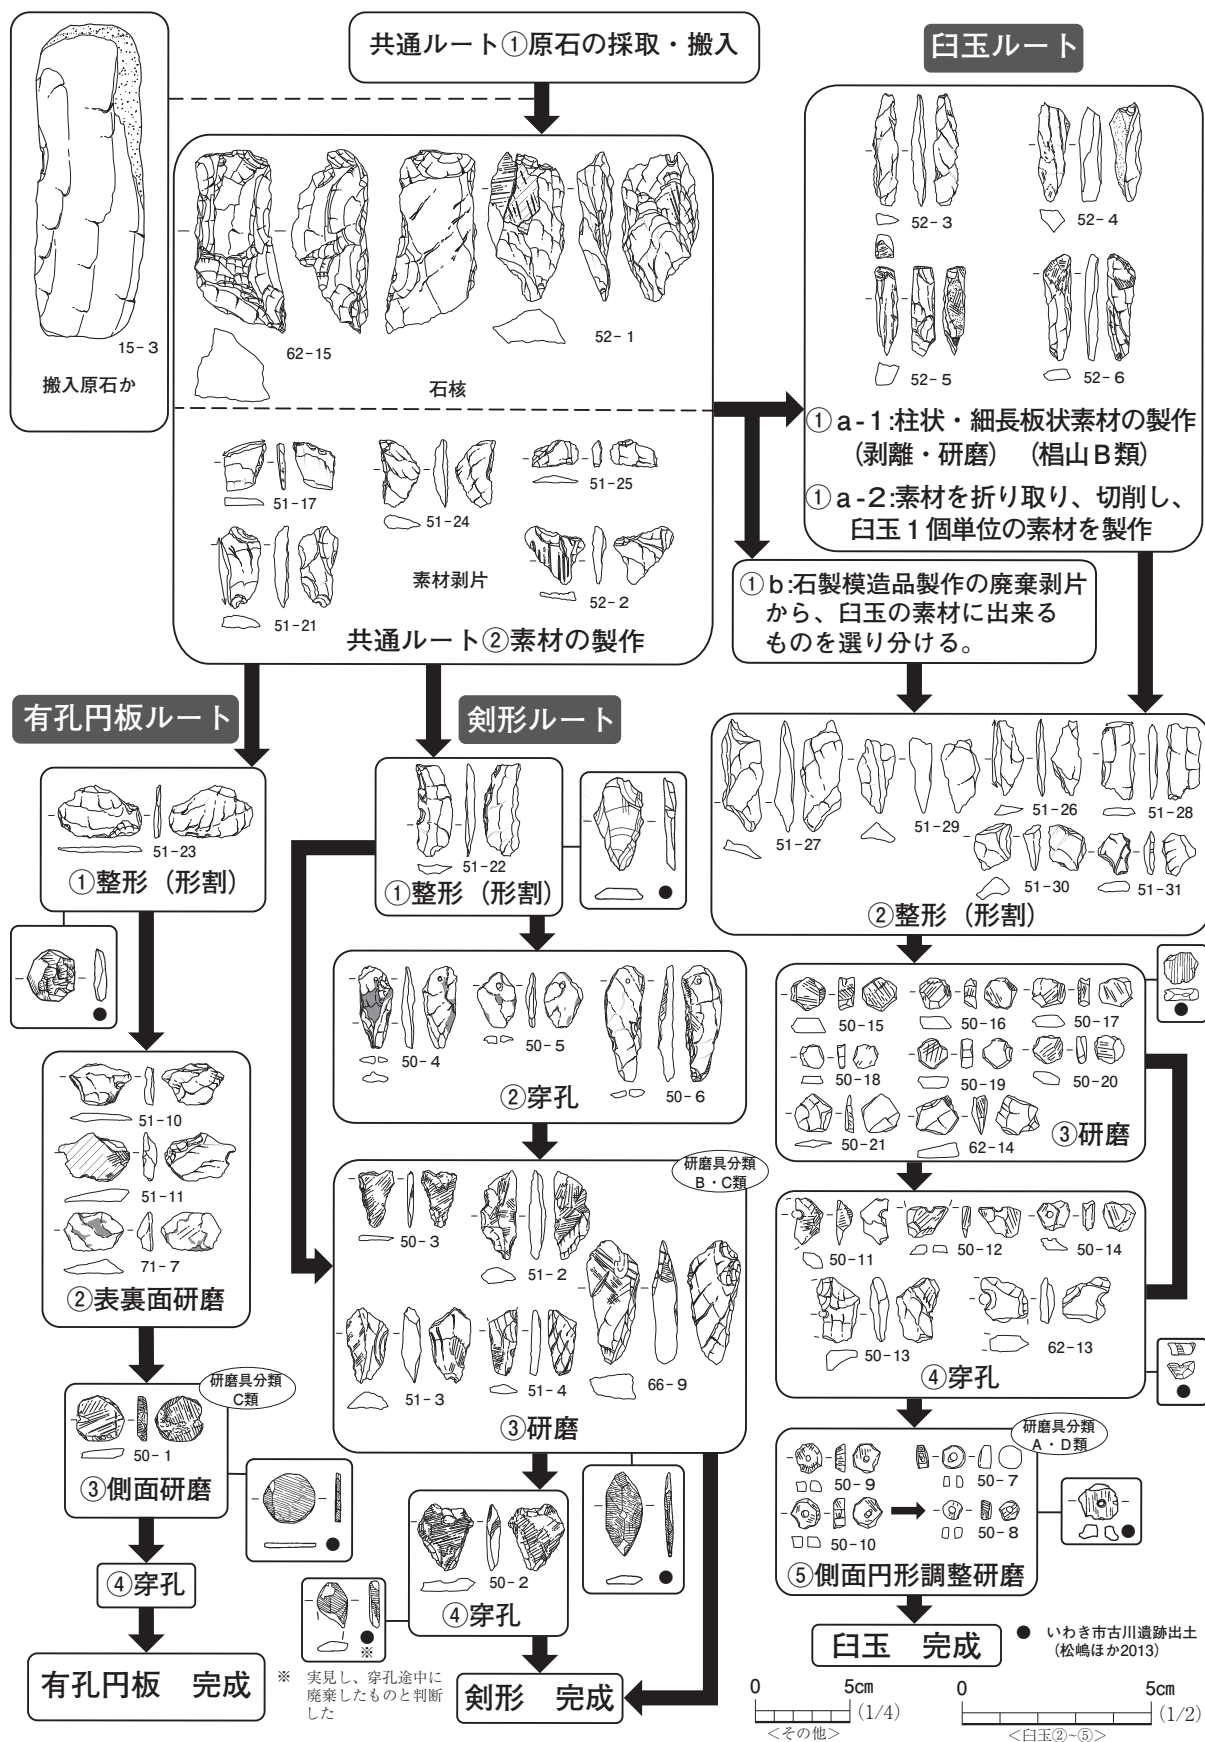 共通ルート①原石の採取・搬入
臼玉ルート
15-3
搬入原石か
62-15
52-1
石核
51-17
51-24
51-25
51-21
素材剥片
52-2
共通ルート②素材の製作
52-3
52-4
52-5
52-6
①a-1:柱状・細長板状素材の製作
(剥離・研磨) (椙山B類)
①a-2:素材を折り取り、切削し、
臼玉1個単位の素材を製作
①b:石製模造品製作の廃棄剥片
から、臼玉の素材に出来る
ものを選り分ける。
有孔円板ルート
剣形ルート
51-23
①整形(形割)
51-22
①整形(形割)
51-27
51-29
51-26
51-28
51-30
51-31
②整形(形割)
50-4
50-5
50-6
②穿孔
50-15
50-16
50-17
50-18
50-19
50-20
50-21
62-14
③研磨
51-10
51-11
71-7
②表裏面研磨
研磨具分類
B・C類
50-3
51-2
51-3
51-4
66-9
③研磨
50-11
50-12
50-14
50-13
62-13
④穿孔
研磨具分類
C類
50-1
③側面研磨
④穿孔
有孔円板 完成
50-2
④穿孔
※
※ 実見し、穿孔途中に
廃棄したものと判断
した
剣形 完成
研磨具分類
A・D類
50-9
50-7
50-10
50-8
⑤側面円形調整研磨
臼玉 完成
● いわき市古川遺跡出土
(松嶋ほか2013)
0 5cm
(1/4)
<その他>
0 5cm
(1/2)
<臼玉②~⑤>